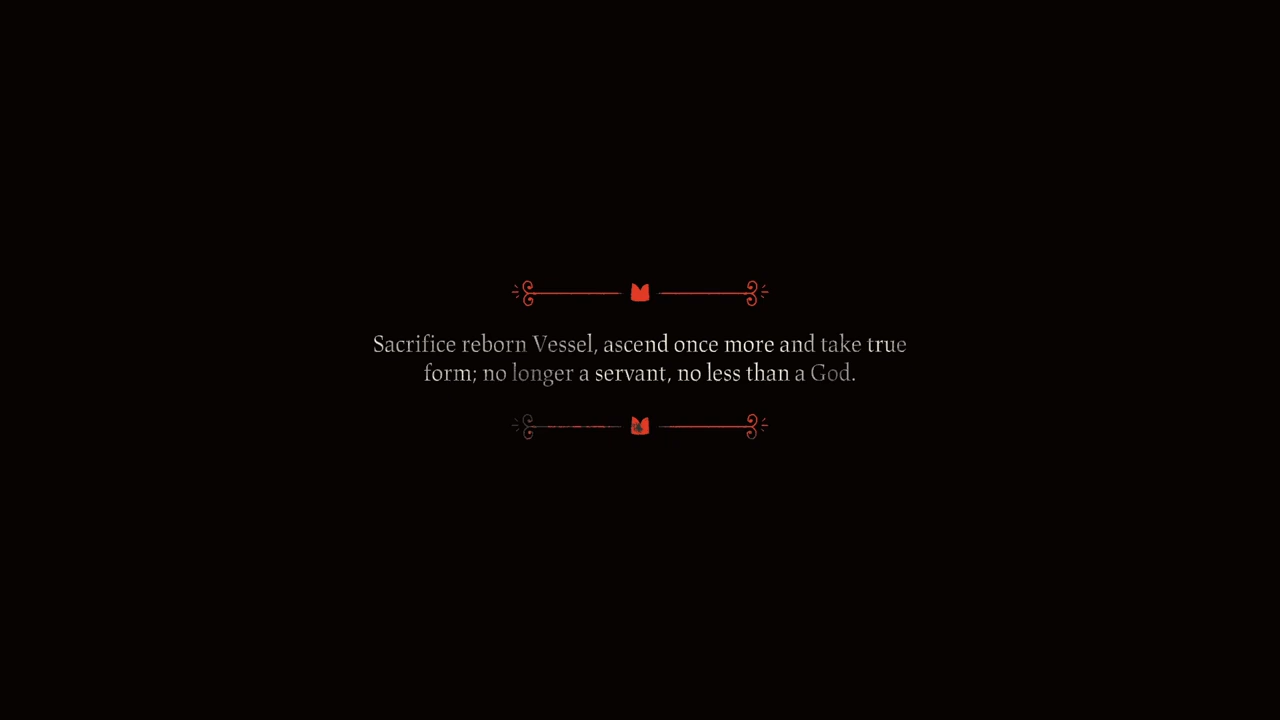 Sacrifice reborn Vessel, ascend once more and take true
form; no longer a servant, no less than a God.